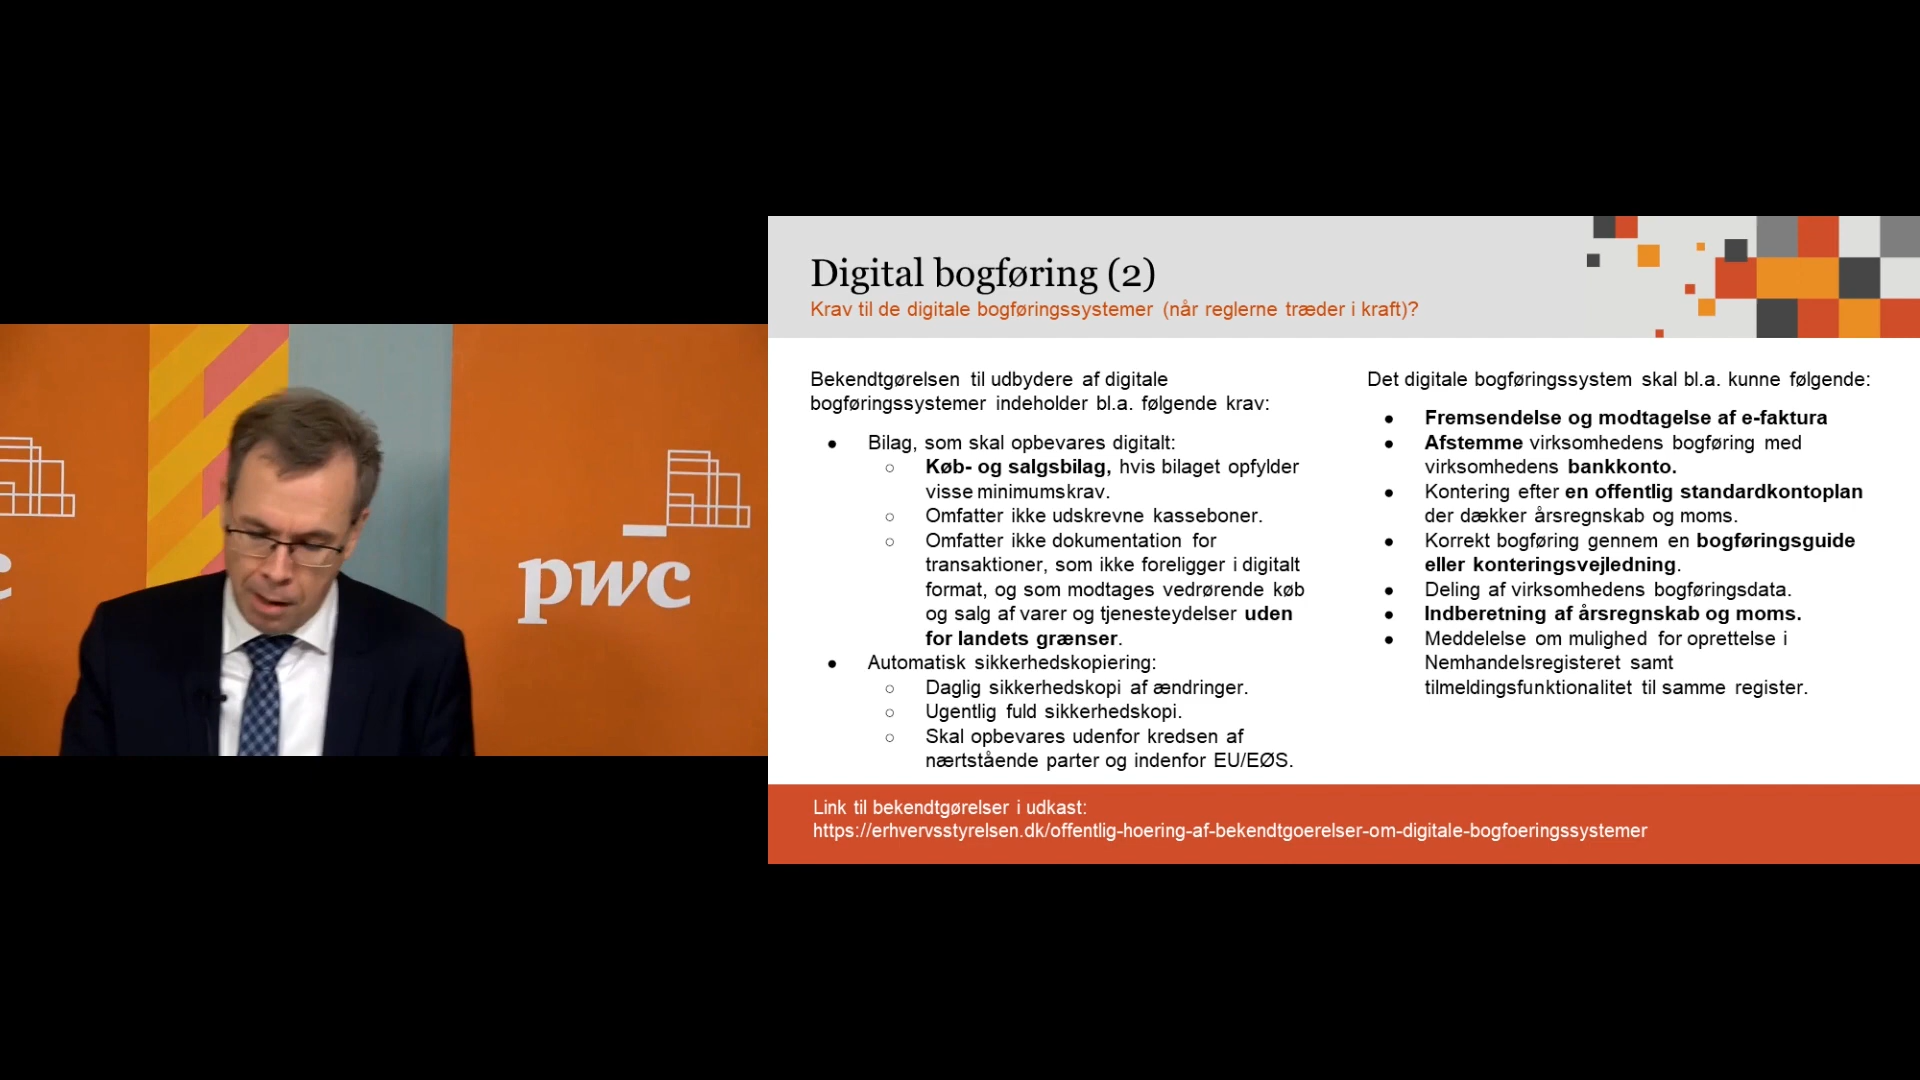 c
pwc
Digital bogføring (2)
Krav til de digitale bogføringssystemer (når reglerne træder i kraft)?
Bekendtgørelsen til udbydere af digitale
bogføringssystemer indeholder bl.a. følgende krav:
● Bilag, som skal opbevares digitalt:
○ Køb- og salgsbilag, hvis bilaget opfylder
visse minimumskrav.
○ Omfatter ikke udskrevne kasseboner.
○ Omfatter ikke dokumentation for
transaktioner, som ikke foreligger i digitalt
format, og som modtages vedrørende køb
og salg af varer og tjenesteydelser uden
for landets grænser.
● Automatisk sikkerhedskopiering:
○ Daglig sikkerhedskopi af ændringer.
○ Ugentlig fuld sikkerhedskopi.
○ Skal opbevares udenfor kredsen af
nærtstående parter og indenfor EU/EØS.
Det digitale bogføringssystem skal bl.a. kunne følgende:
● Fremsendelse og modtagelse af e-faktura
● Afstemme virksomhedens bogføring med
virksomhedens bankkonto.
● Kontering efter en offentlig standardkontoplan
der dækker årsregnskab og moms.
● Korrekt bogføring gennem en bogføringsguide
eller konteringsvejledning.
● Deling af virksomhedens bogføringsdata.
● Indberetning af årsregnskab og moms.
● Meddelelse om mulighed for oprettelse i
Nemhandelsregisteret samt
tilmeldingsfunktionalitet til samme register.
Link til bekendtgørelser i udkast:
https://erhvervsstyrelsen.dk/offentlig-hoering-af-bekendtgoerelser-om-digitale-bogfoeringssystemer